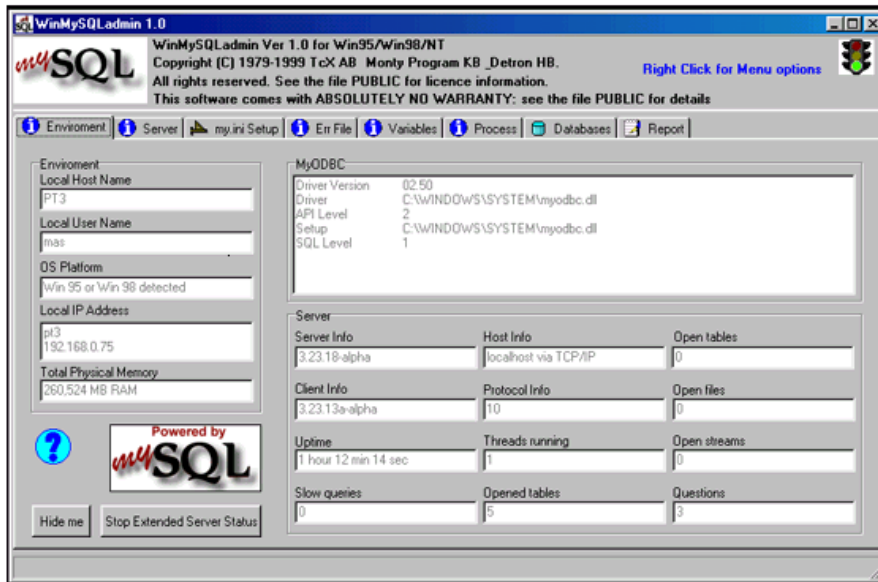 WinMySQLadmin 1.0
mySQL
WinMySQLadmin Ver 1.0 for Win95/Win98/NT
Copyright (C) 1979-1999 TcX AB  Monty Program KB _Detron HB.
All rights reserved. See the file PUBLIC for licence information.
This software comes with ABSOLUTELY NO WARRANTY: see the file PUBLIC for details
Right Click for Menu options
Enviroment Server my.ini Setup Err File Variables Process Databases Report
Enviroment
Local Host Name
PT3
Local User Name
mas
OS Platform
Win 95 or Win 98 detected
Local IP Address
pt3
192.168.0.75
Total Physical Memory
260,524 MB RAM
?
Powered by
mySQL
Hide me
Stop Extended Server Status
MyODBC
Driver Version 02.50
Driver C:\WINDOWS\SYSTEM\myodbc.dll
API Level 2
Setup C:\WINDOWS\SYSTEM\myodbc.dll
SQL Level 1
Server
Server Info Host Info Open tables
3.23.18-alpha localhost via TCP/IP 0
Client Info Protocol Info Open files
3.23.13a-alpha 10 0
Uptime Threads running Open streams
1 hour 12 min 14 sec 1 0
Slow queries Opened tables Questions
0 5 3